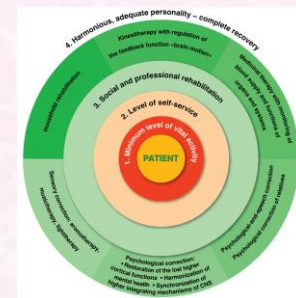 4. Harmonious, adequate personality – complete recovery
Kinesitherapy with regulation of
the feedback function «brain-motion»
Household rehabilitation
Medicinal therapy with monitoring of
blood supply and functions of
organs and systems
3. Social and professional rehabilitation
2. Level of self-service
1. Minimum level of vital activity
PATIENT
Sensory correction: aromatherapy,
musictherapy, lighttherapy
Psychological-and-speech correction
Psychological correction of relatives
Psychological correction:
• Restoration of the lost higher
cortical functions • Harmonization of
mental health • Synchronization of
higher integrating mechanisms of CNS